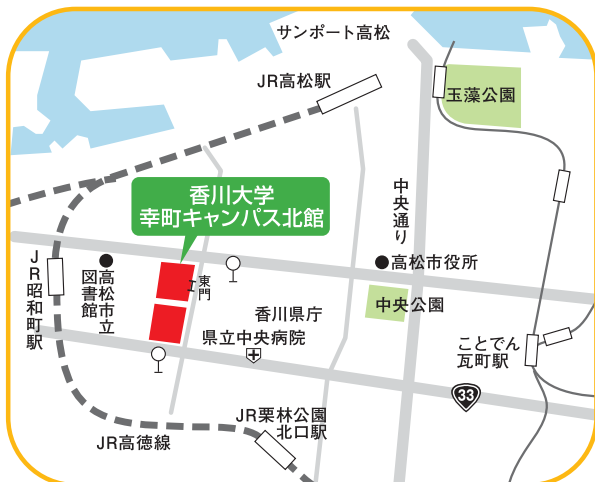 サンポート高松
JR高松駅
玉藻公園
香川大学
幸町キャンパス北館
中央通り
高松市役所
JR昭和町駅
高松市立
図書館
東門
中央公園
香川県庁
県立中央病院
ことでん
瓦町駅
33
JR栗林公園
北口駅
JR高徳線